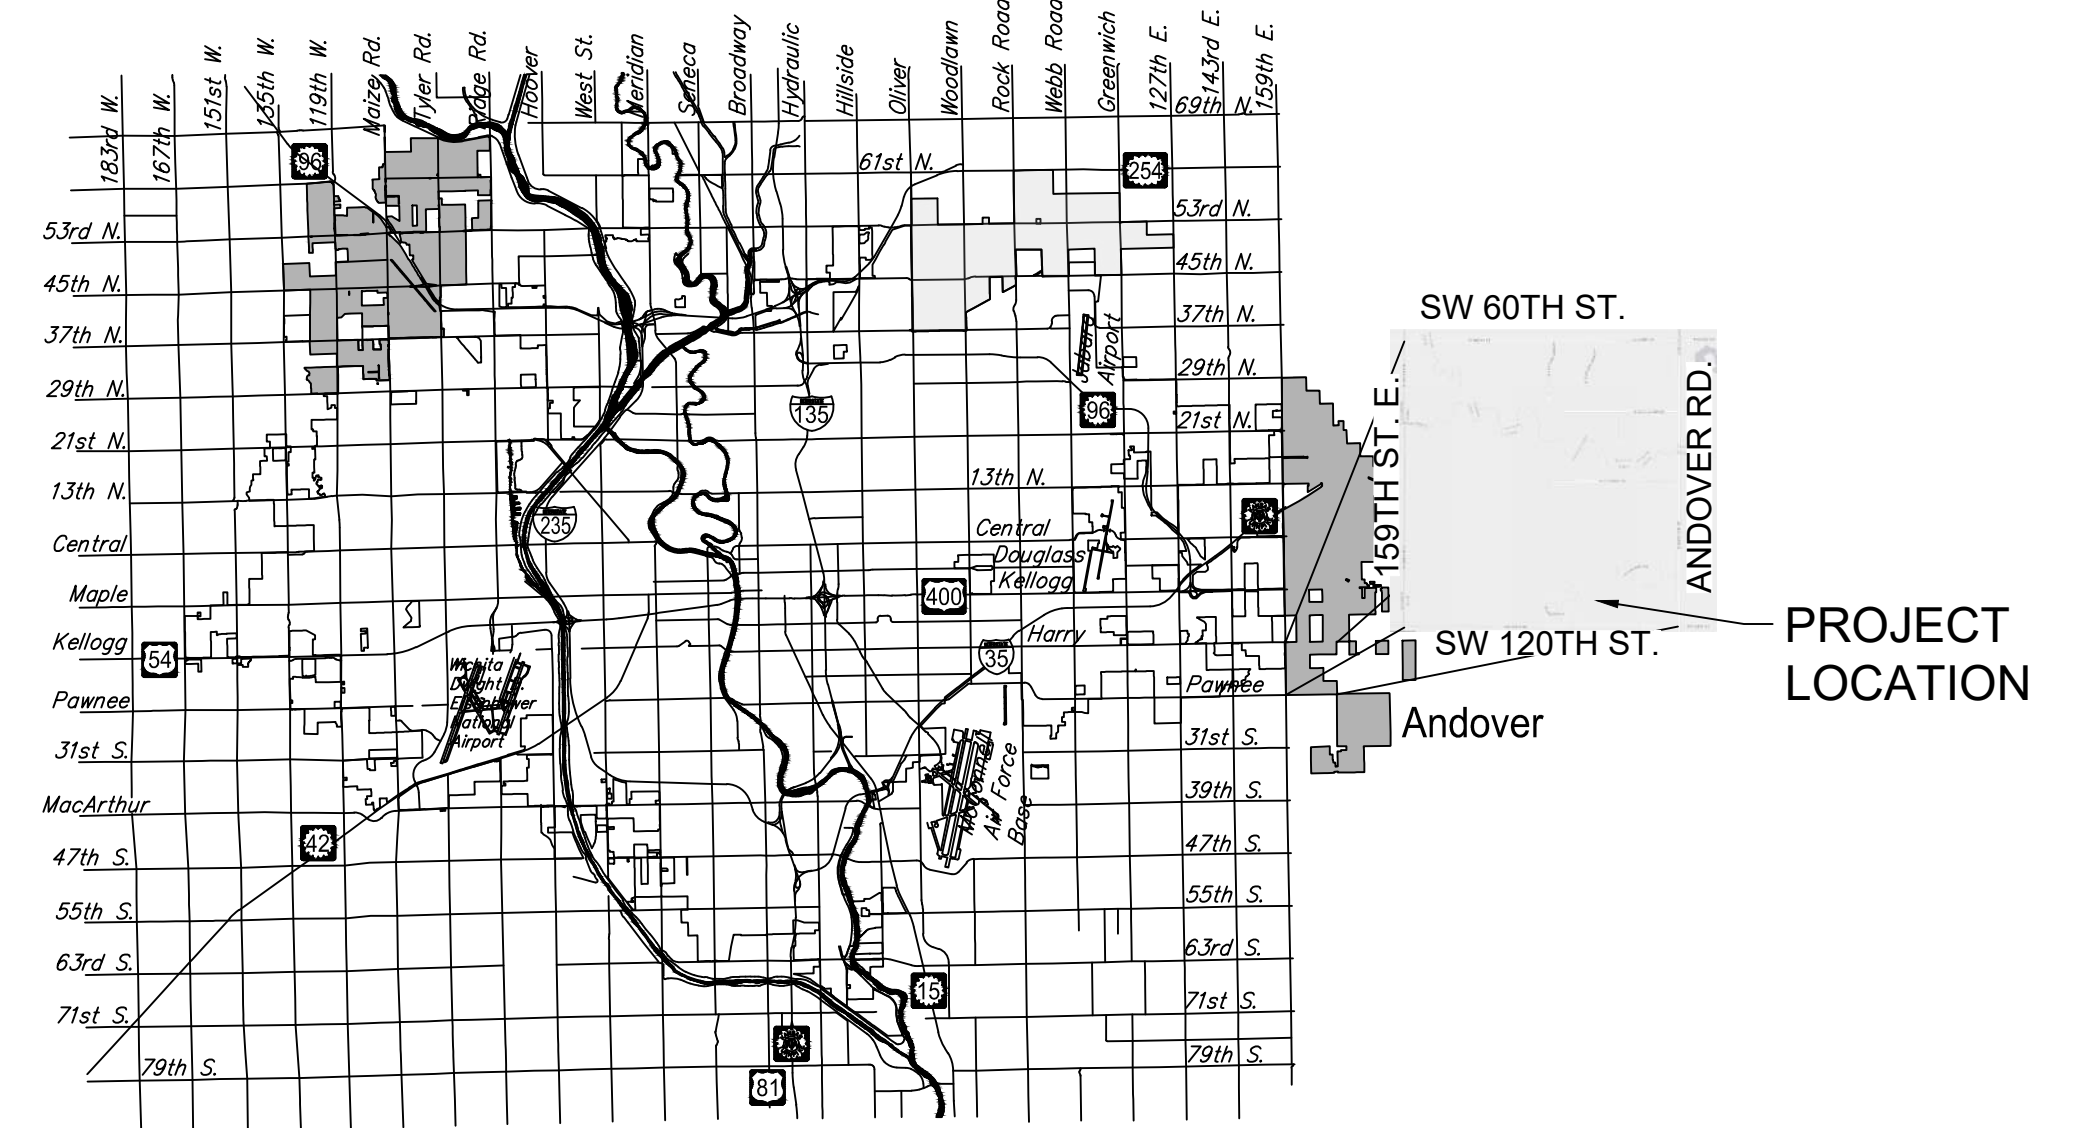 183rd W.
167th W.
151st W.
135th W.
119th W.
Maize Rd.
Tyler Rd.
Ridge Rd.
Hoover
West St.
Meridian
Seneca
Broadway
Hydraulic
Hillside
Oliver
Woodlawn
Rock Road
Webb Road
Greenwich
127th E.
143rd E.
159th E.
69th N.
96
61st N.
254
53rd N.
53rd N.
45th N.
45th N.
37th N.
37th N.
Jabara
Airport
29th N.
29th N.
135
96
21st N.
21st N.
13th N.
13th N.
235
Central
Central
Douglass
Kellogg
400
Maple
Kellogg
54
Harry
35
Wichita
Dwight D.
Eisenhower
National
Airport
Pawnee
Pawnee
31st S.
31st S.
McConnell
Air Force
Base
MacArthur
39th S.
42
47th S.
47th S.
55th S.
55th S.
63rd S.
63rd S.
15
71st S.
71st S.
79th S.
79th S.
81
SW 60TH ST.
159TH ST. E.
ANDOVER RD.
SW 120TH ST.
PROJECT
LOCATION
Andover